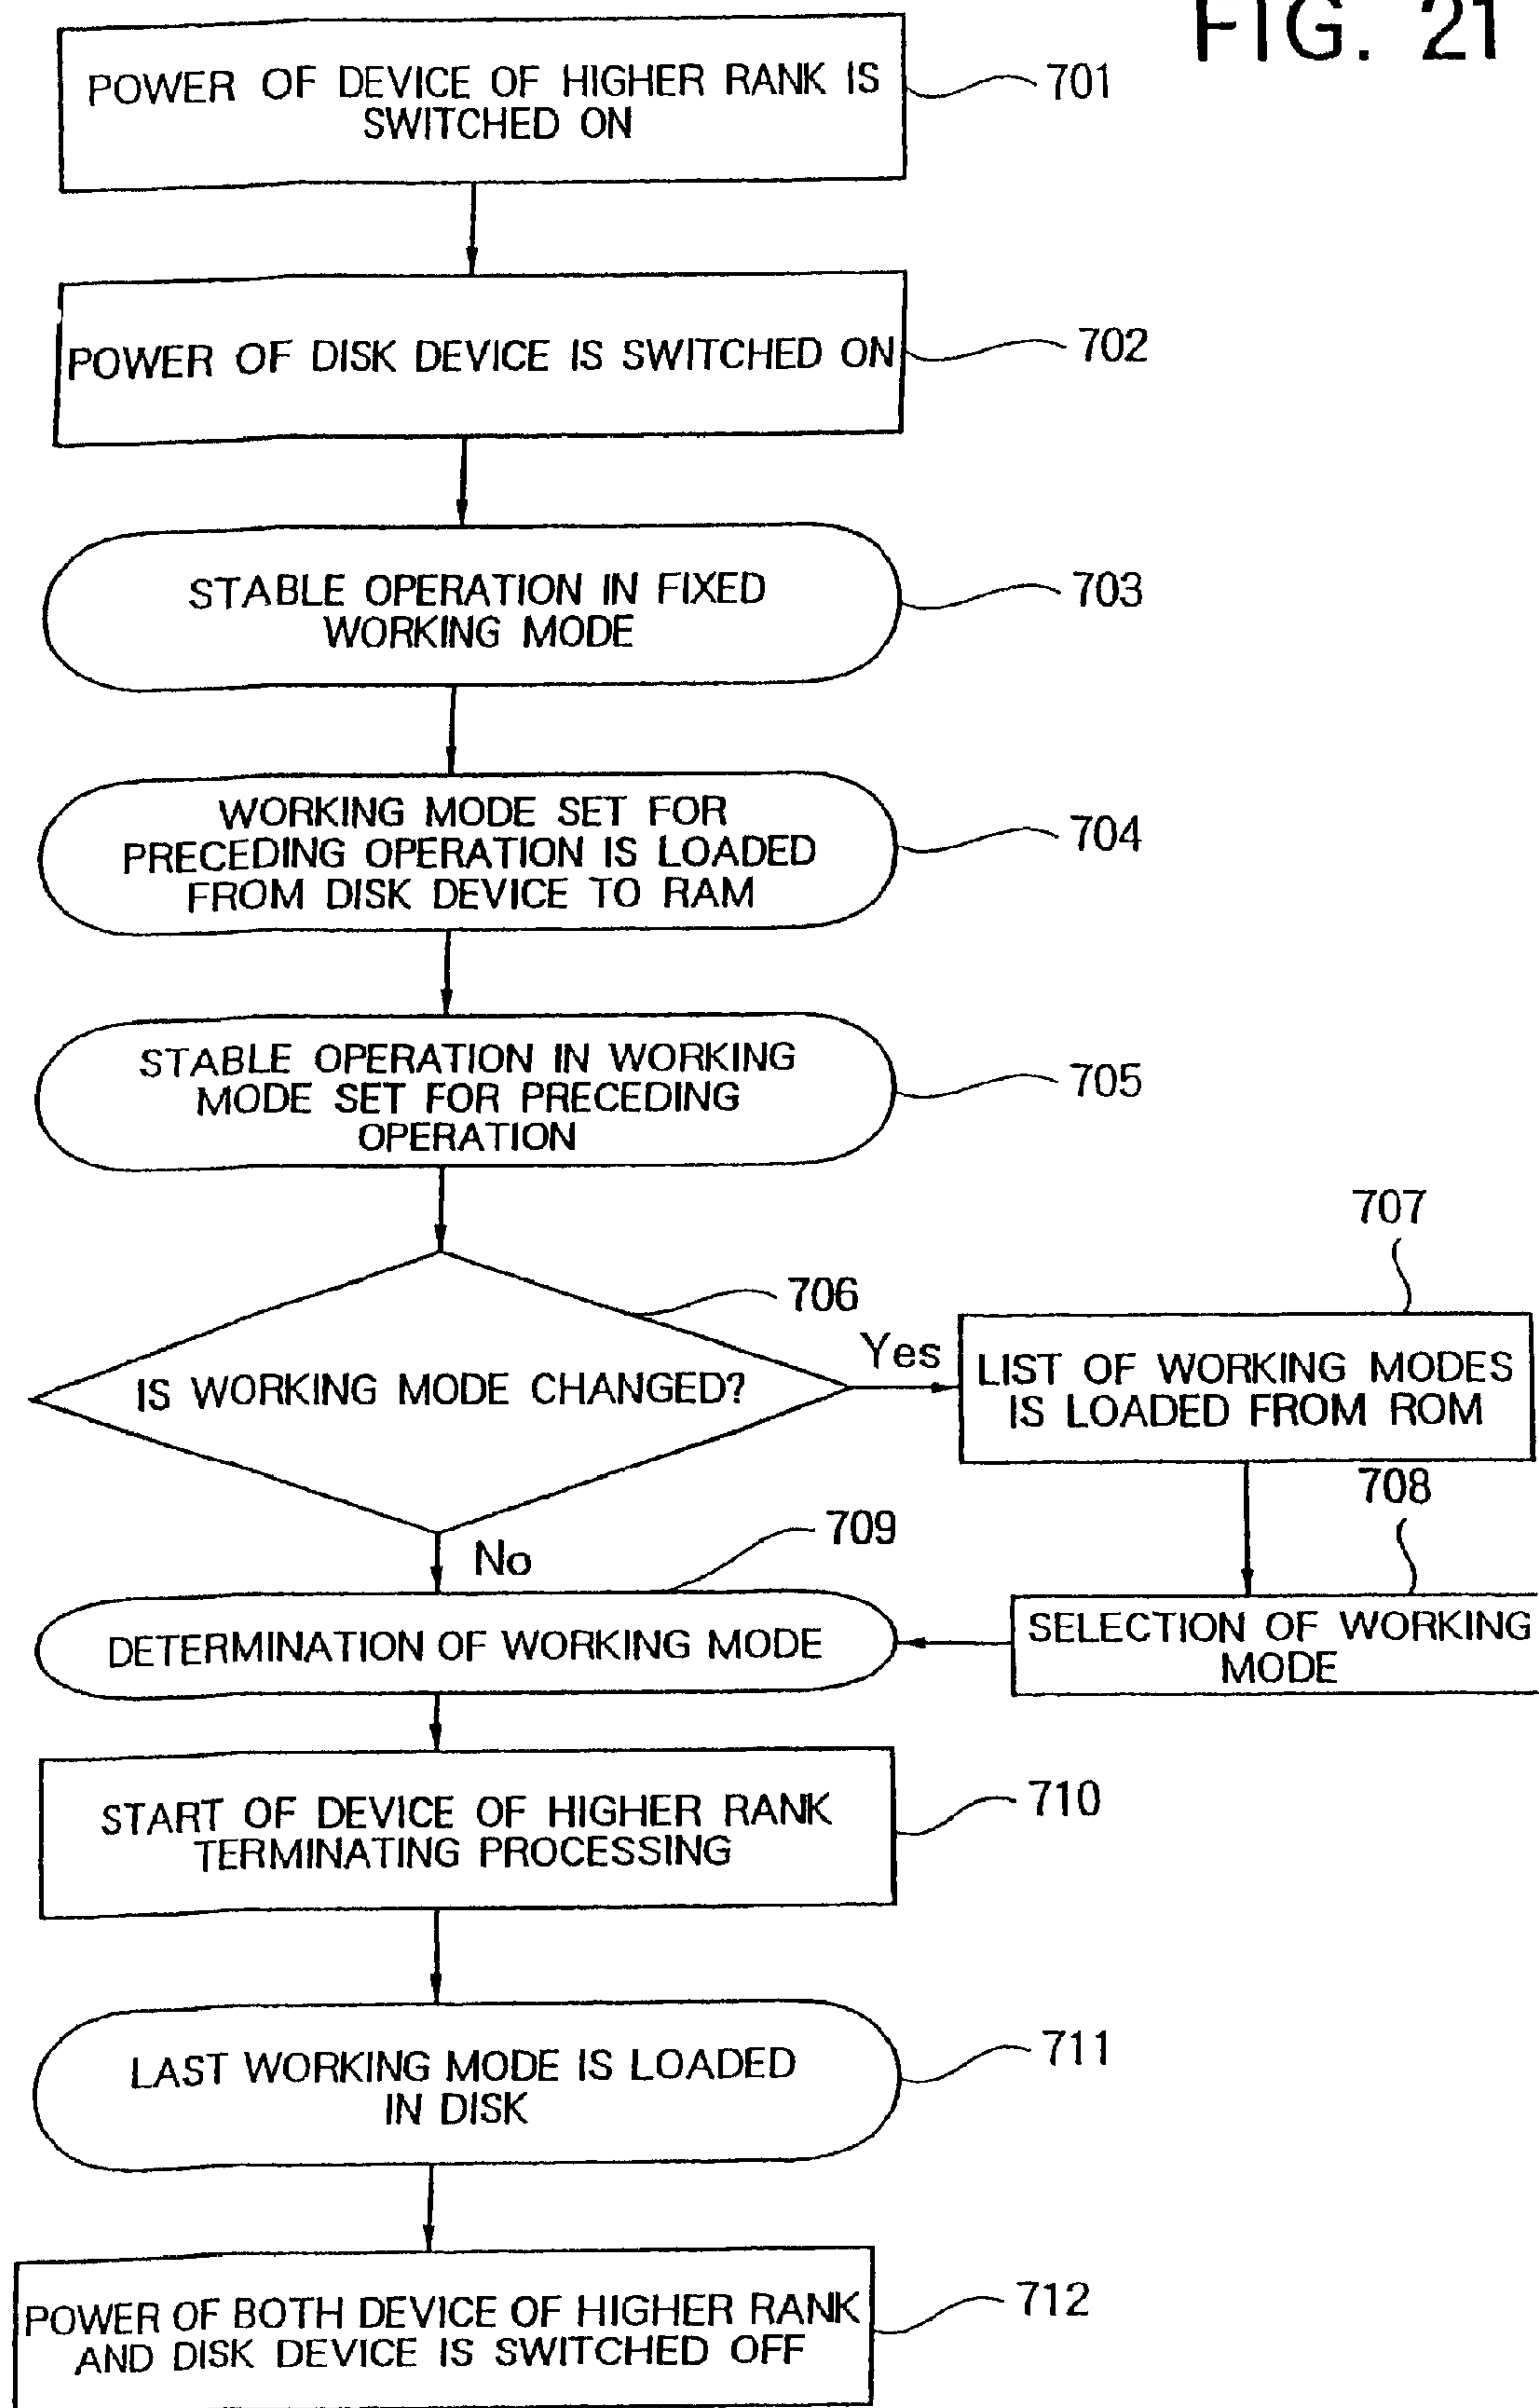 FIG. 21
POWER OF DEVICE OF HIGHER RANK IS
SWITCHED ON
701
POWER OF DISK DEVICE IS SWITCHED ON
702
STABLE OPERATION IN FIXED
WORKING MODE
703
WORKING MODE SET FOR
PRECEDING OPERATION IS LOADED
FROM DISK DEVICE TO RAM
704
STABLE OPERATION IN WORKING
MODE SET FOR PRECEDING
OPERATION
705
IS WORKING MODE CHANGED?
706
Yes
707
LIST OF WORKING MODES
IS LOADED FROM ROM
708
SELECTION OF WORKING
MODE
No
709
DETERMINATION OF WORKING MODE
START OF DEVICE OF HIGHER RANK
TERMINATING PROCESSING
710
LAST WORKING MODE IS LOADED
IN DISK
711
POWER OF BOTH DEVICE OF HIGHER RANK
AND DISK DEVICE IS SWITCHED OFF
712